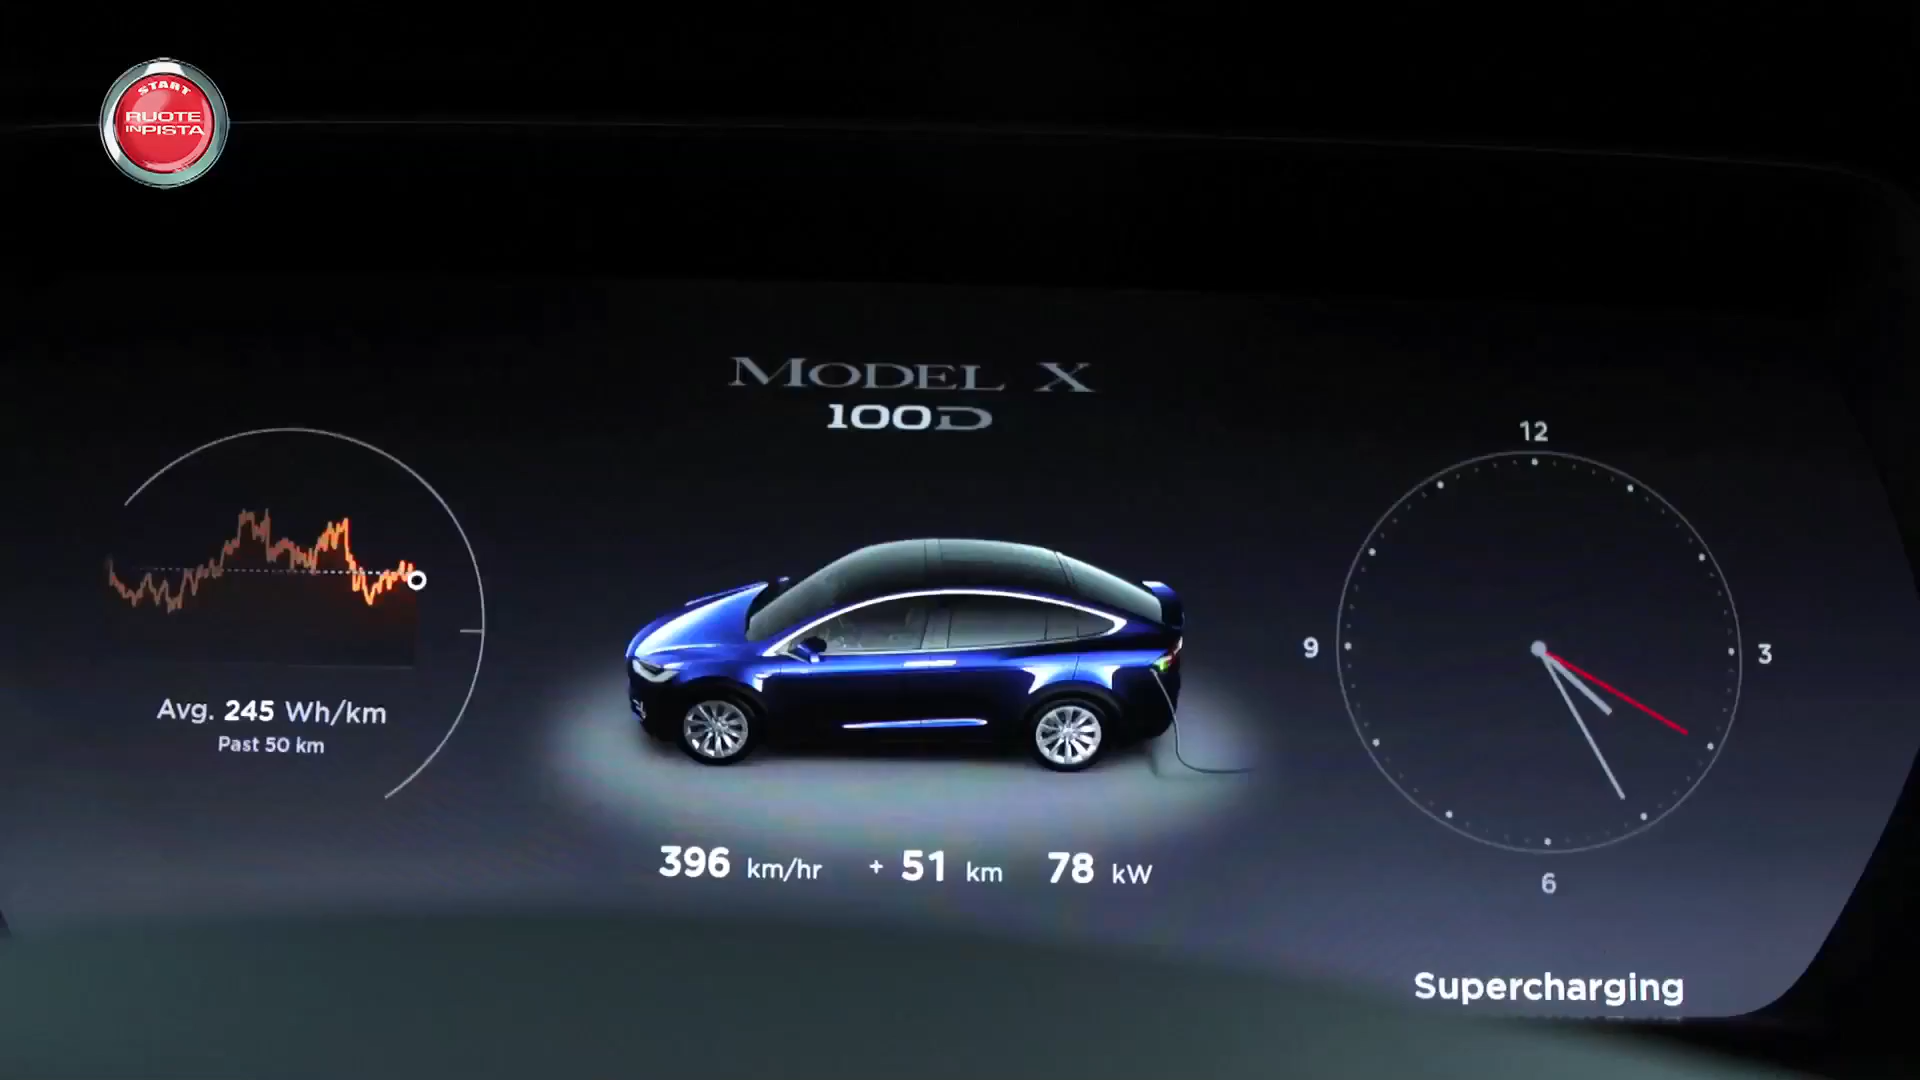 START
RUOTE
INPISTA
MODEL X
100D
12
9
3
6
Avg. 245 Wh/km
Past 50 km
396 km/hr + 51 km 78 kW
Supercharging